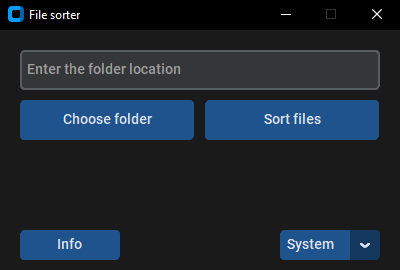 File sorter
Enter the folder location
Choose folder
Sort files
Info
System